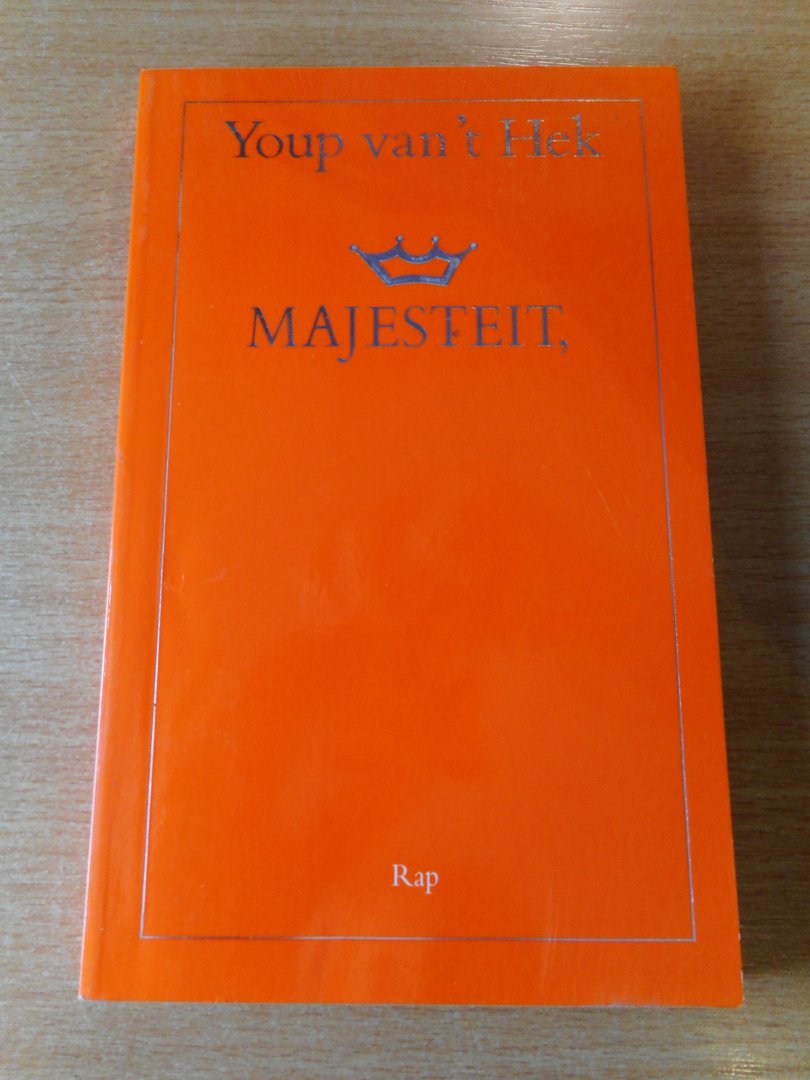 Youp van 't Hek
MAJESTEIT,
Rap